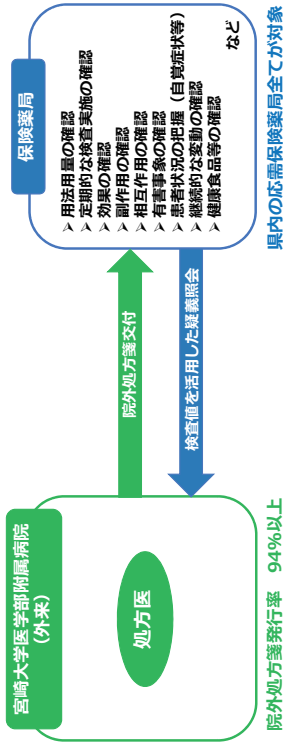 宮崎大学医学部附属病院
（外来）
処方医
院外処方箋発行率　94%以上
院外処方箋交付
検査値を活用した疑義照会
保険薬局
➢ 用法用量の確認
➢ 定期的な検査実施の確認
➢ 効果の確認
➢ 副作用の確認
➢ 相互作用の確認
➢ 有害事象の確認
➢ 患者状況の把握（自覚症状等）
➢ 継続的な変動の確認
➢ 健康食品等の確認
など
県内の応需保険薬局全てが対象